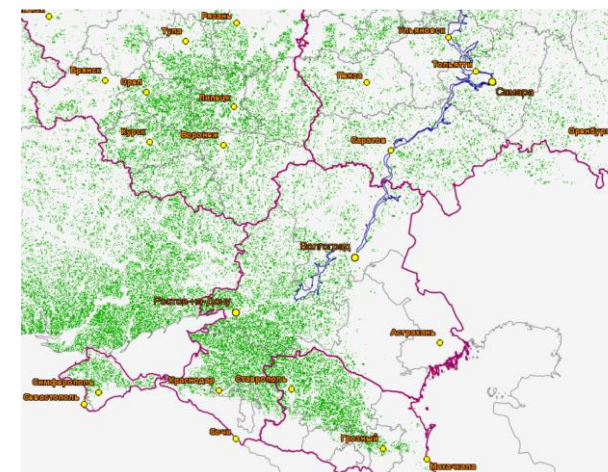 Рязань
Тула
Ульяновск
Тольятти
Брянск
Пенза
Самара
Орел
Липецк
Курск
Воронеж
Саратов
Оренбург
Волгоград
Ростов-на-Дону
Астрахань
Симферополь
Краснодар
Ставрополь
Севастополь
Сочи
Грозный
Махачкала